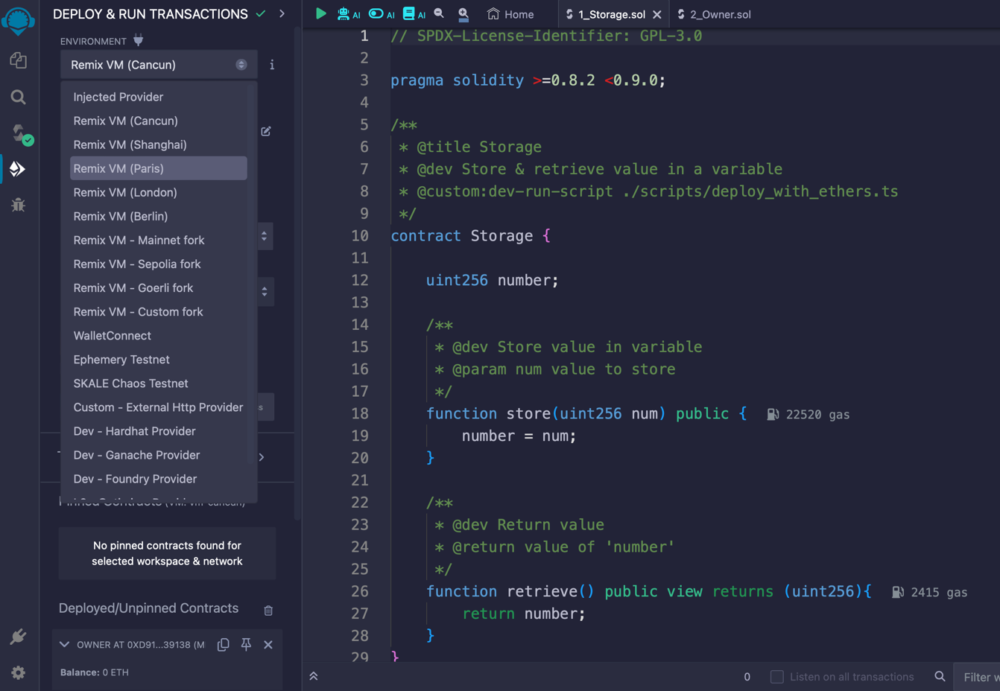 DEPLOY & RUN TRANSACTIONS
ENVIRONMENT
Remix VM (Cancun)
i
Injected Provider
Remix VM (Cancun)
Remix VM (Shanghai)
Remix VM (Paris)
Remix VM (London)
Remix VM (Berlin)
Remix VM - Mainnet fork
Remix VM - Sepolia fork
Remix VM - Goerli fork
Remix VM - Custom fork
WalletConnect
Ephemery Testnet
SKALE Chaos Testnet
Custom - External Http Provider
Dev - Hardhat Provider
Dev - Ganache Provider
Dev - Foundry Provider
Pinned Contracts (VM: vm-cancun)
No pinned contracts found for
selected workspace & network
Deployed/Unpinned Contracts
OWNER AT 0XD91...39138 (M
Balance: 0 ETH
AI AI AI Home 1_Storage.sol 2_Owner.sol
1 // SPDX-License-Identifier: GPL-3.0
2
3 pragma solidity >=0.8.2 <0.9.0;
4
5 /**
6 * @title Storage
7 * @dev Store & retrieve value in a variable
8 * @custom:dev-run-script ./scripts/deploy_with_ethers.ts
9 */
10 contract Storage {
11
12 uint256 number;
13
14 /**
15 * @dev Store value in variable
16 * @param num value to store
17 */
18 function store(uint256 num) public { 22520 gas
19 number = num;
20 }
21
22 /**
23 * @dev Return value
24 * @return value of 'number'
25 */
26 function retrieve() public view returns (uint256){ 2415 gas
27 return number;
28 }
29 }
0 Listen on all transactions Filter w